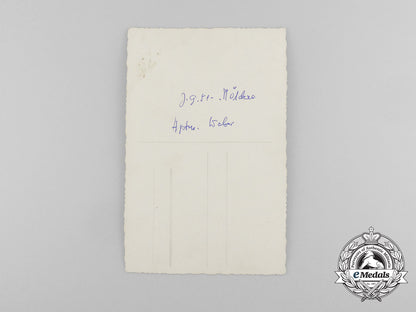 J.G. 51. Mölders
Hptm. Weber
eMedals